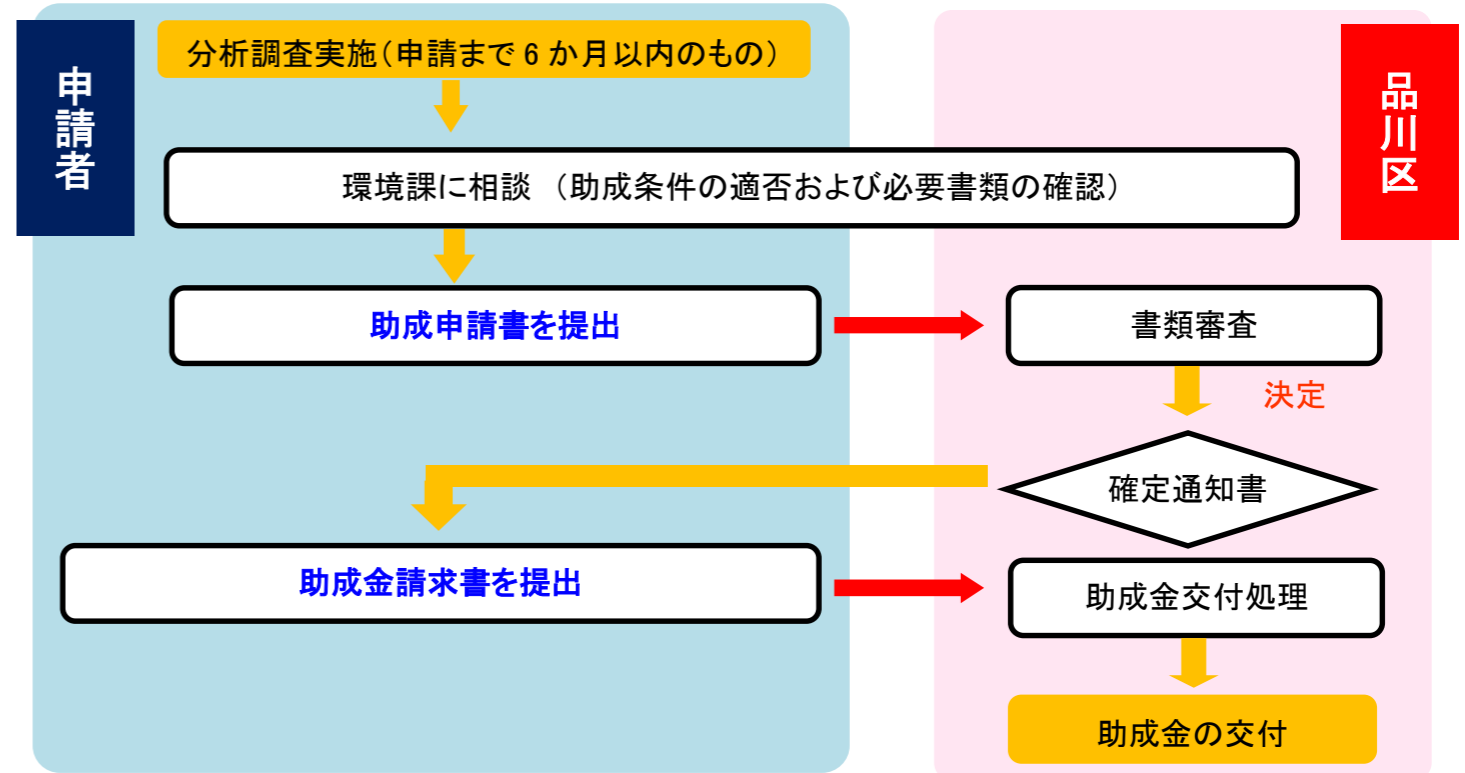 申請者
品川区
分析調査実施(申請まで6か月以内のもの)
環境課に相談 (助成条件の適否および必要書類の確認)
助成申請書を提出
書類審査
決定
確定通知書
助成金請求書を提出
助成金交付処理
助成金の交付